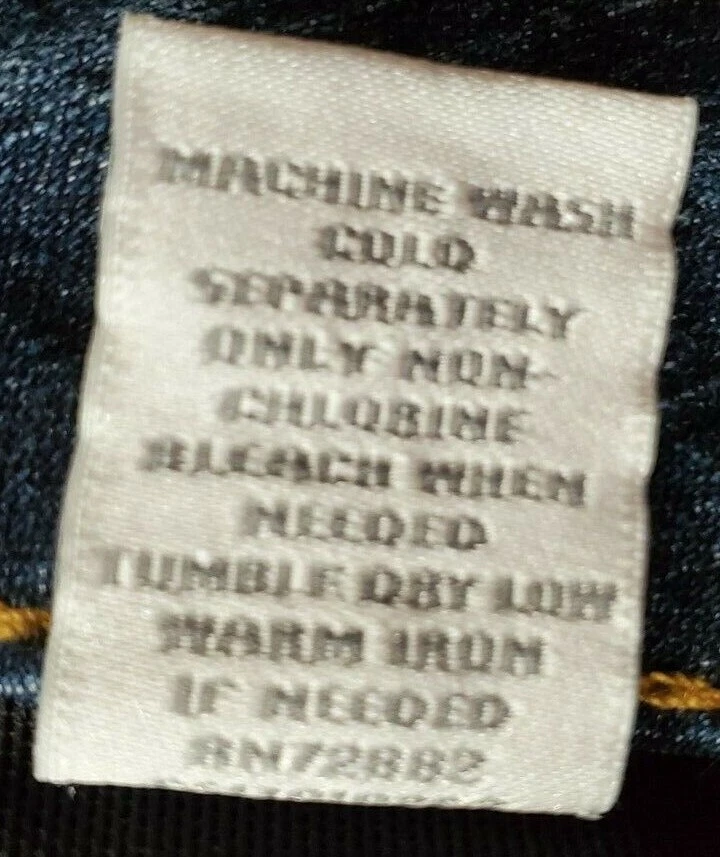 MACHINE WASH
COLD
SEPARATELY
ONLY NON-
CHLORINE
BLEACH WHEN
NEEDED
TUMBLE DRY LOW
WARM IRON
IF NEEDED
RN72882